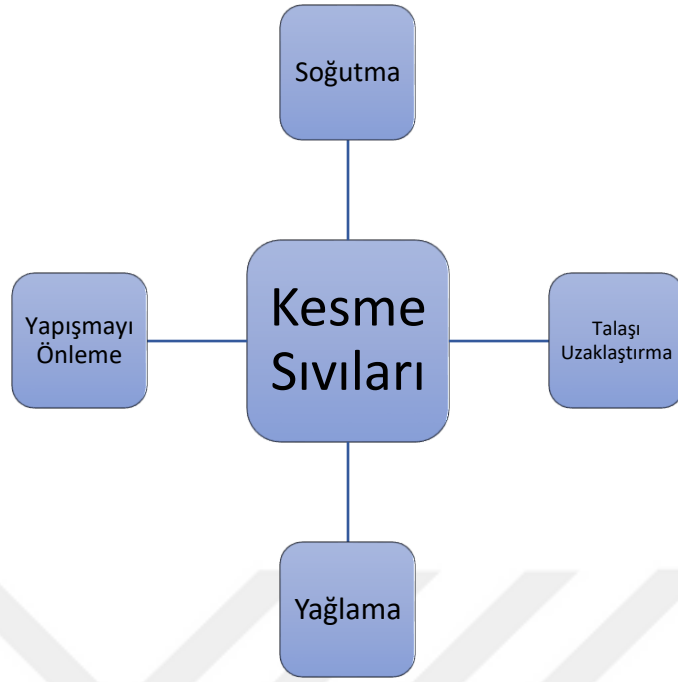 Soğutma
Yapışmayı
Önleme
Kesme
Sıvıları
Talaşı
Uzaklaştırma
Yağlama